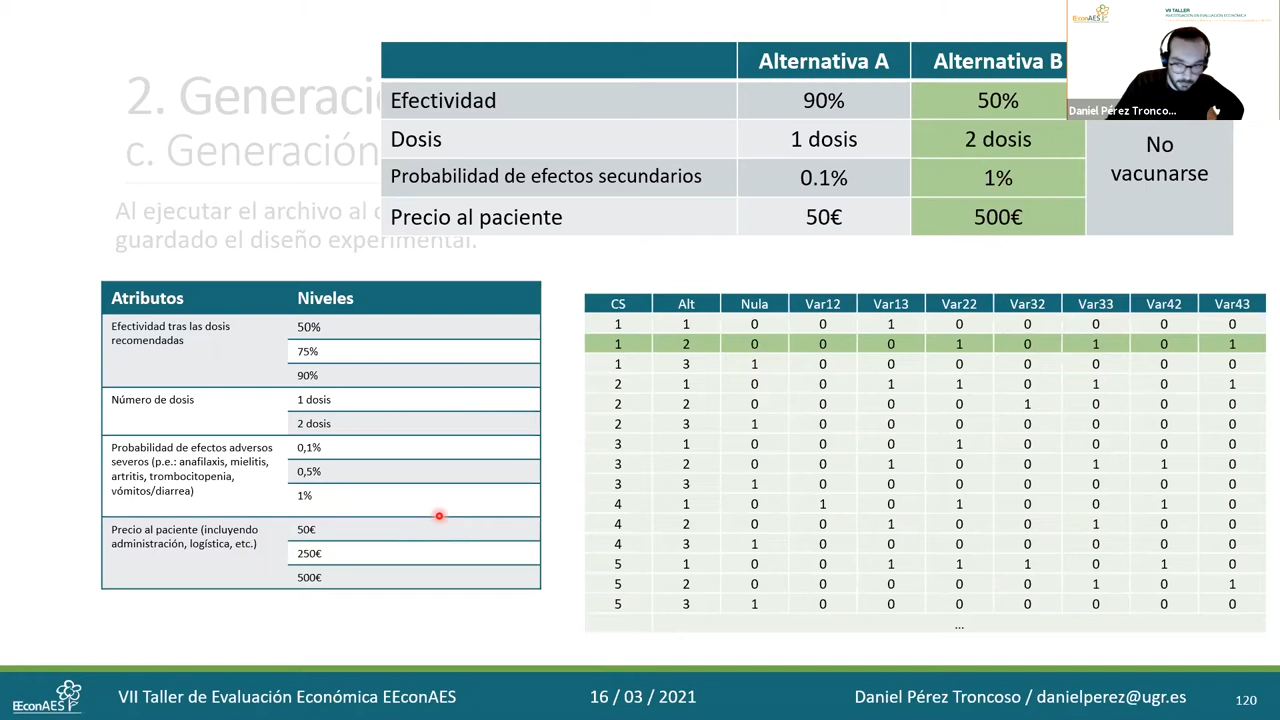 2. Generació
c. Generación
Al ejecutar el archivo al c
guardado el diseño experimental.
Alternativa A Alternativa B
Efectividad 90% 50%
Dosis 1 dosis 2 dosis
Probabilidad de efectos secundarios 0.1% 1%
Precio al paciente 50€ 500€
No
vacunarse
EEconAES
VII TALLER
Daniel Pérez Tronco...
Atributos Niveles
Efectividad tras las dosis
recomendadas
50%
75%
90%
Número de dosis
1 dosis
2 dosis
Probabilidad de efectos adversos
severos (p.e.: anafilaxis, mielitis,
artritis, trombocitopenia,
vómitos/diarrea)
0,1%
0,5%
1%
Precio al paciente (incluyendo
administración, logística, etc.)
50€
250€
500€
CS Alt Nula Var12 Var13 Var22 Var32 Var33 Var42 Var43
1 1 0 0 1 0 0 0 0 0
1 2 0 0 0 1 0 1 0 1
1 3 1 0 0 0 0 0 0 0
2 1 0 0 1 1 0 1 0 1
2 2 0 0 0 0 1 0 0 0
2 3 1 0 0 0 0 0 0 0
3 1 0 0 0 1 0 0 0 0
3 2 0 0 1 0 0 1 1 0
3 3 1 0 0 0 0 0 0 0
4 1 0 1 0 1 0 0 1 0
4 2 0 0 1 0 0 1 0 0
4 3 1 0 0 0 0 0 0 0
5 1 0 0 1 1 1 0 1 0
5 2 0 0 0 0 0 1 0 1
5 3 1 0 0 0 0 0 0 0
...
EEconAES
VII Taller de Evaluación Económica EEconAES
16 / 03 / 2021
Daniel Pérez Troncoso / danielperez@ugr.es
120